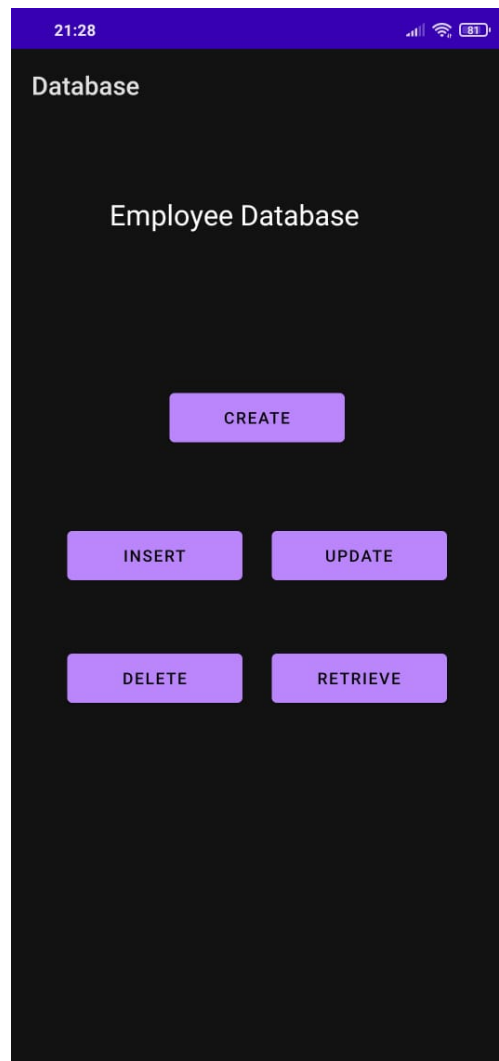 21:28 81
Database
Employee Database
CREATE
INSERT UPDATE
DELETE RETRIEVE